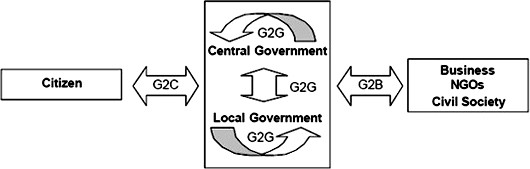 G2G
Central Government
Citizen
G2C
G2G
G2B
Business
NGOs
Civil Society
Local Government
G2G